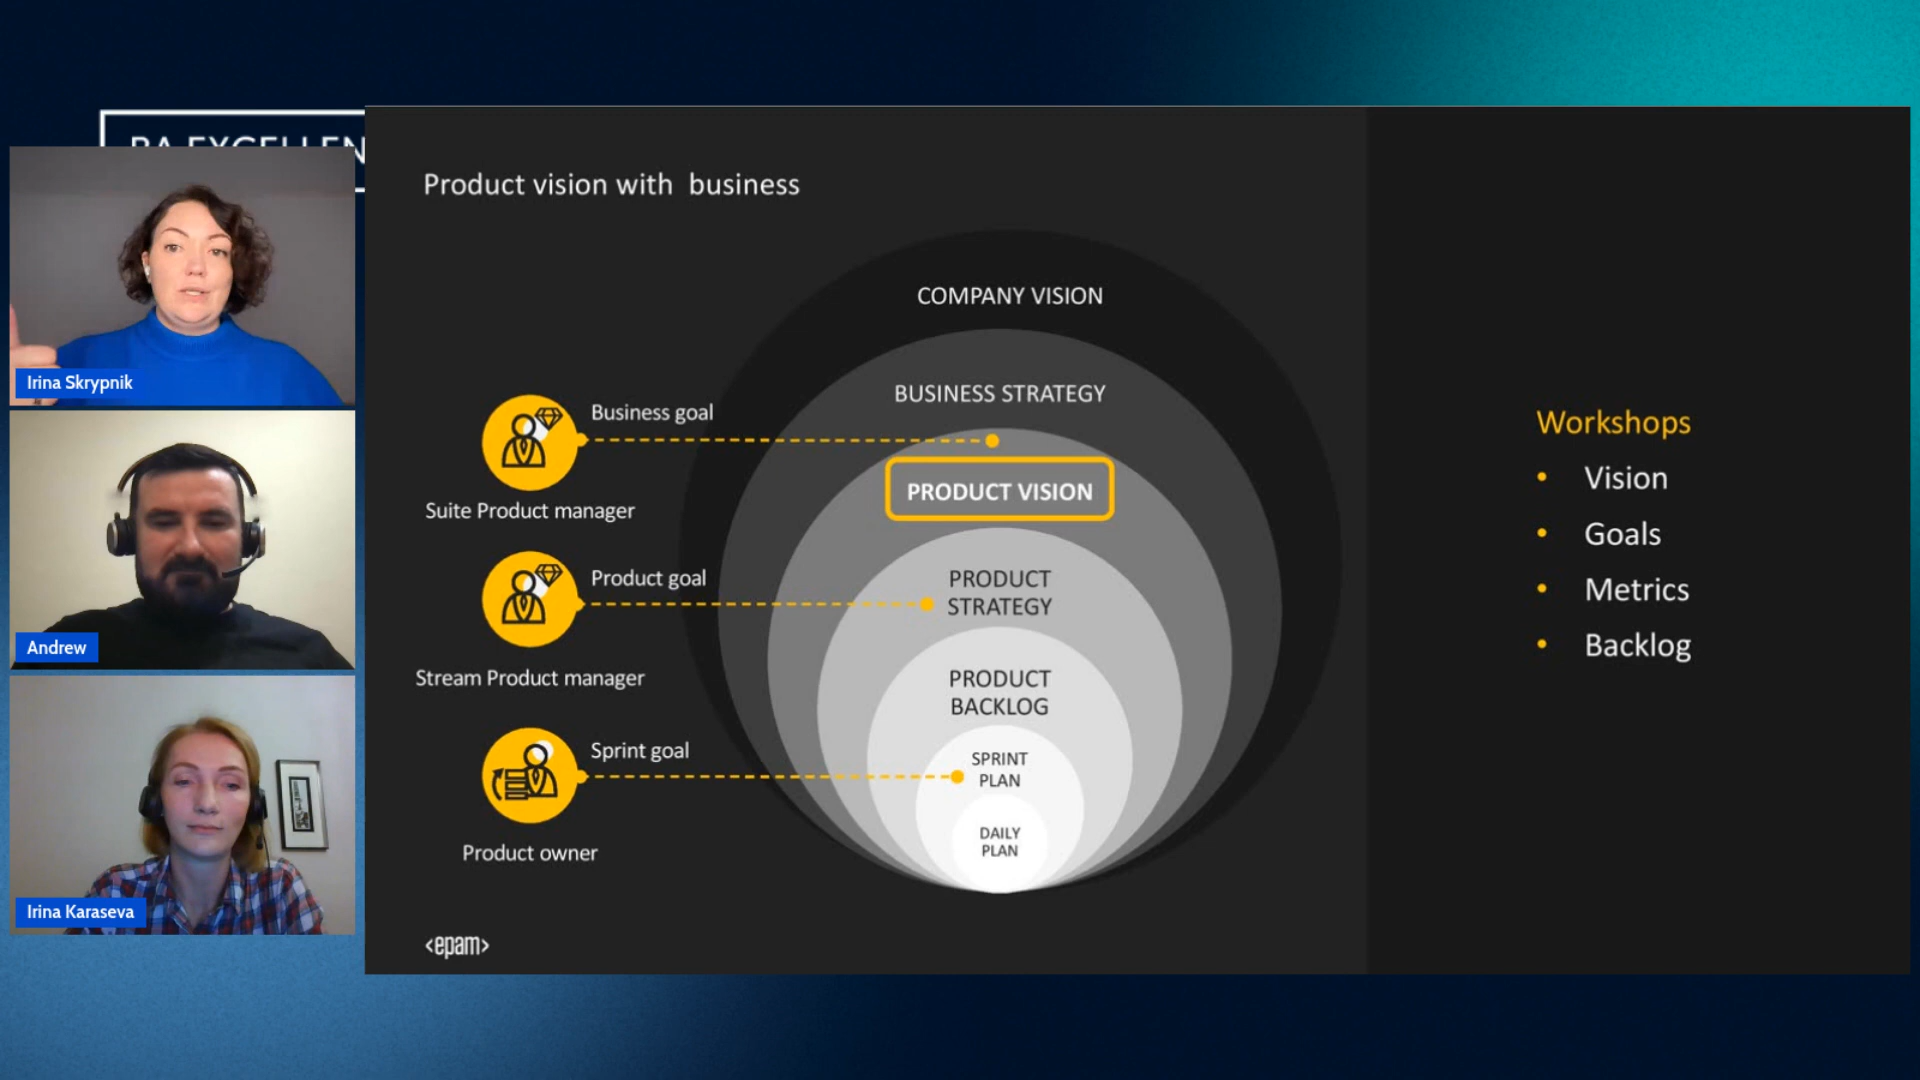 BA EXCELLEN
Irina Skrypnik
Andrew
Irina Karaseva
Product vision with business
COMPANY VISION
BUSINESS STRATEGY
Business goal
PRODUCT VISION
Suite Product manager
Product goal
PRODUCT
STRATEGY
Stream Product manager
PRODUCT
BACKLOG
Sprint goal
SPRINT
PLAN
DAILY
PLAN
Product owner
<epam>
Workshops
• Vision
• Goals
• Metrics
• Backlog